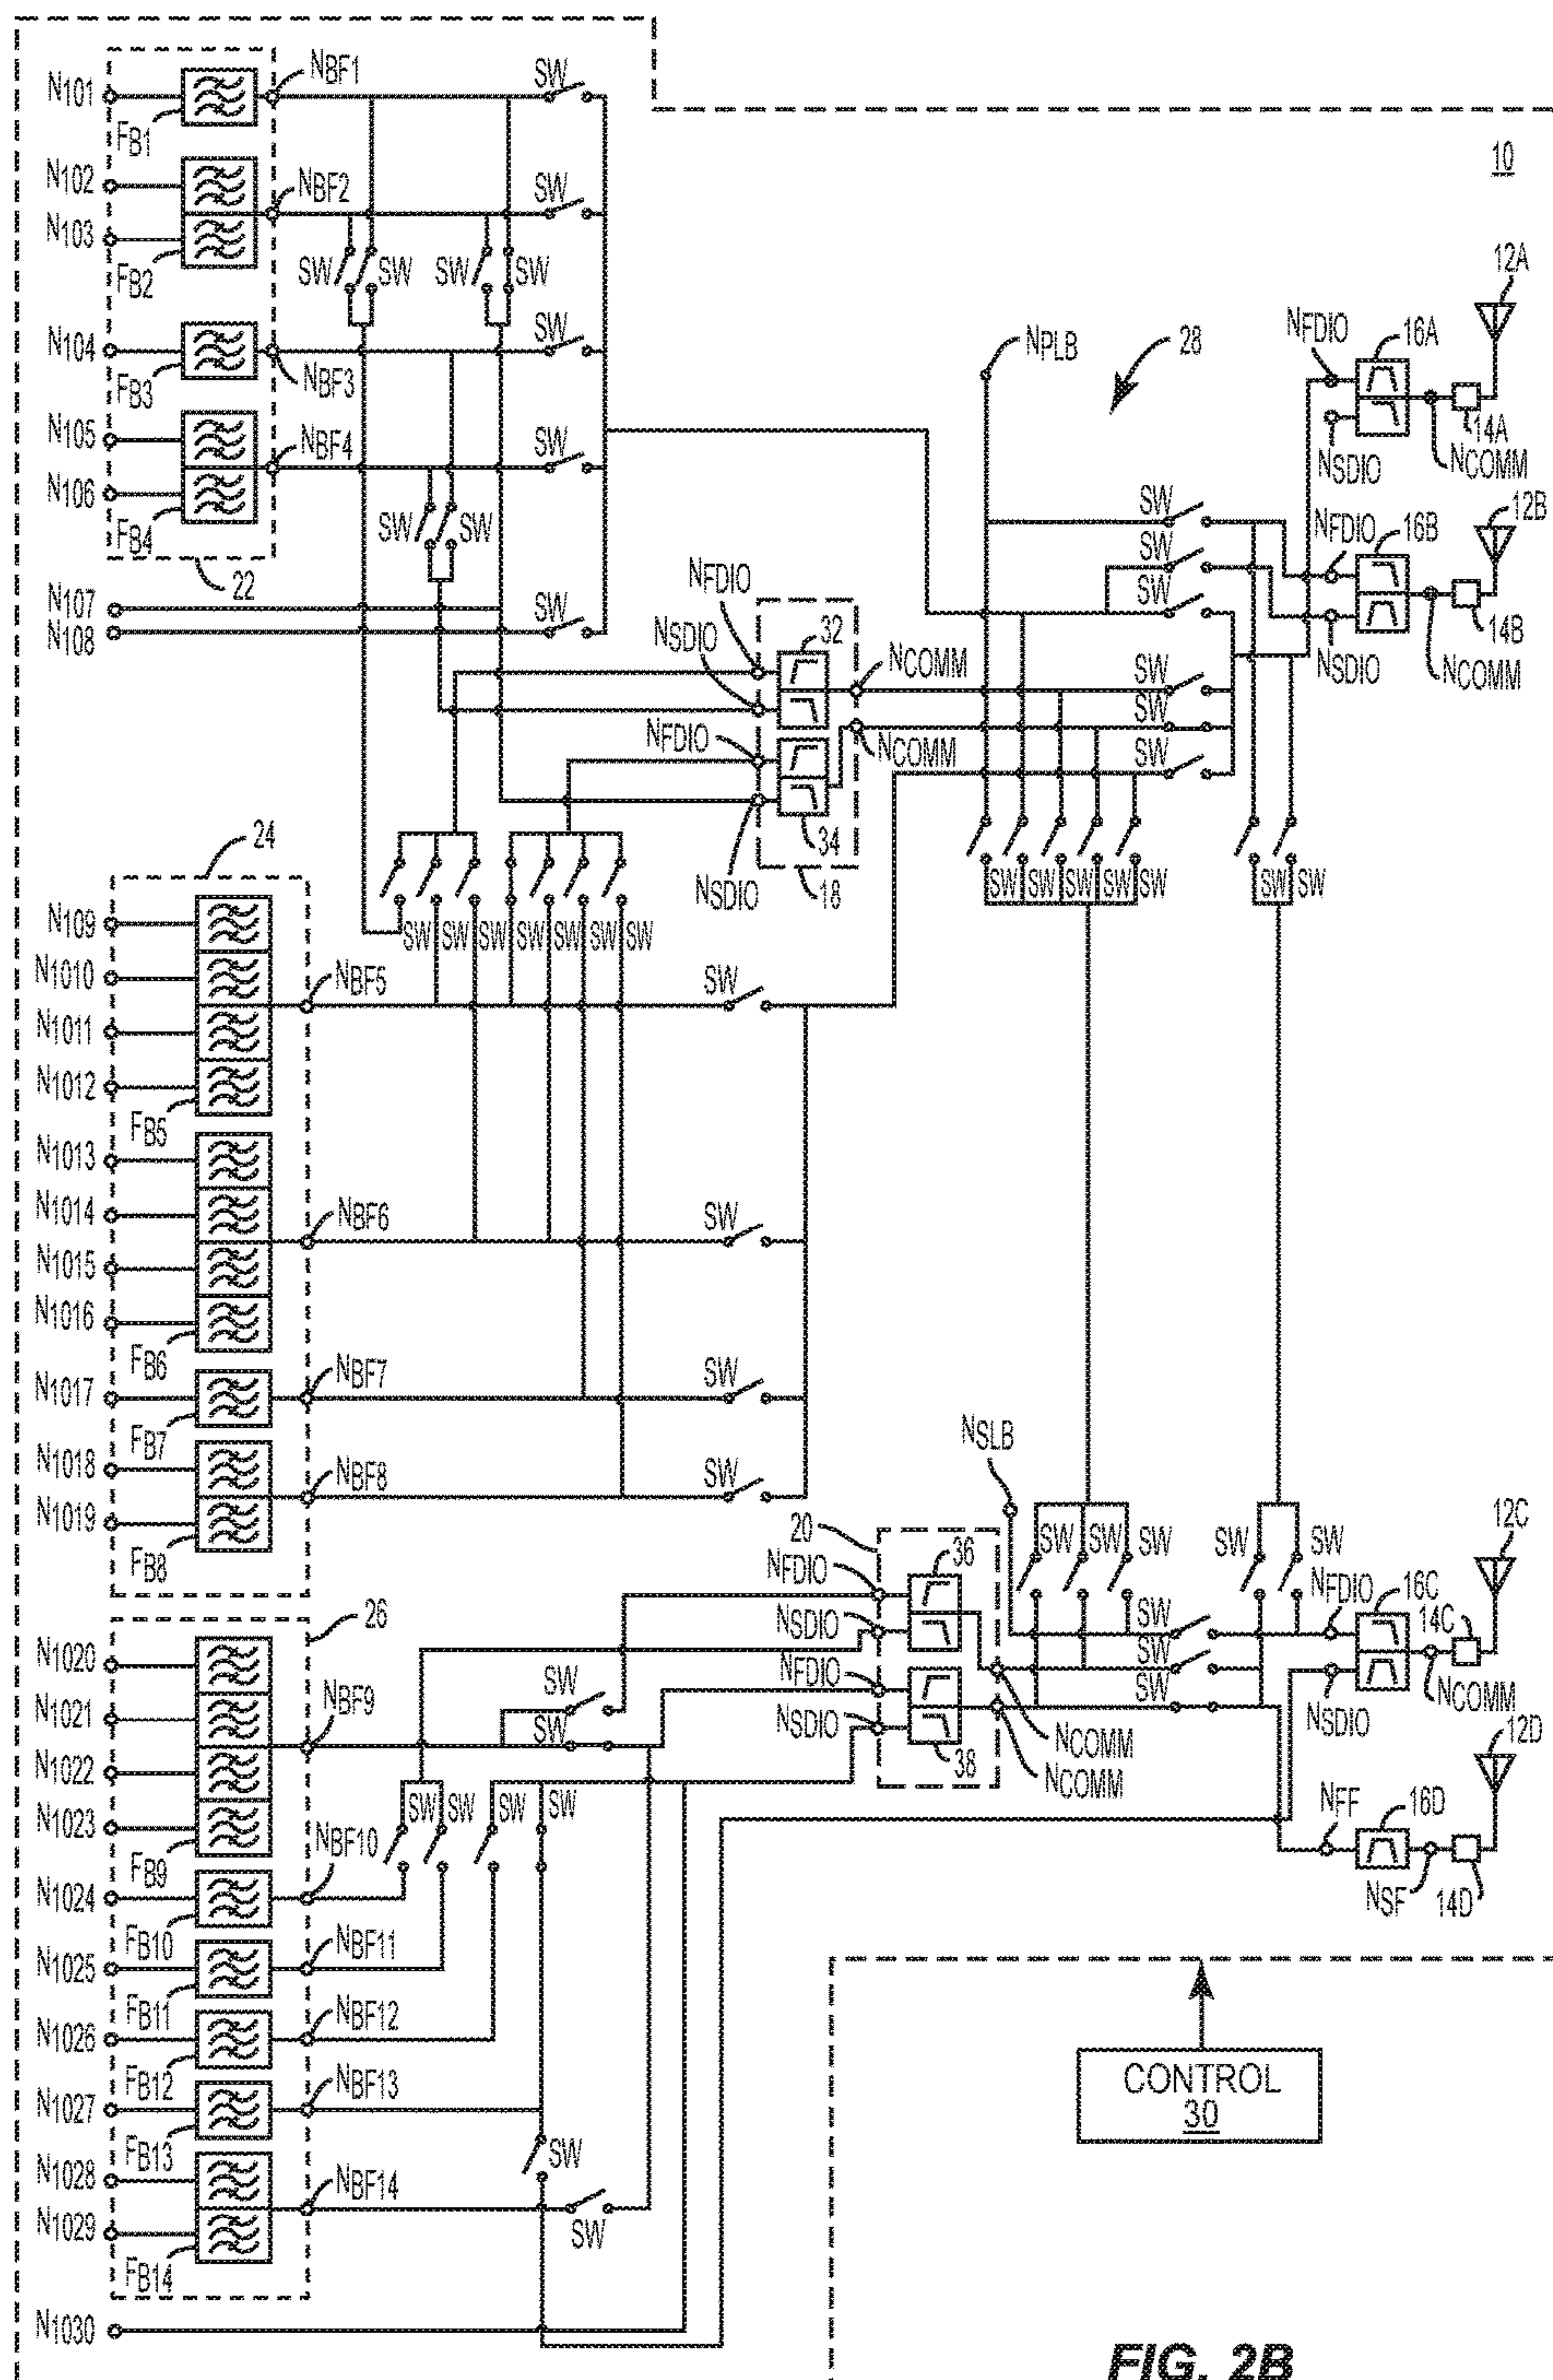 10
N101
FB1
NBF1
SW
N102
N103
FB2
NBF2
SW
SW
SW
SW
SW
N104
FB3
NBF3
SW
N105
N106
FB4
NBF4
SW
SW
SW
22
N107
N108
SW
NFDIO
NSDIO
32
NCOMM
NFDIO
NCOMM
34
NSDIO
18
NPLB
28
SW
SW
SW
SW
SW
SW
SW
SW
SW
SW
SW
SW
SW
NFDIO
16A
12A
14A
NSDIO
NCOMM
NFDIO
16B
12B
14B
NSDIO
NCOMM
24
SW
SW
SW
SW
SW
SW
SW
N109
N1010
N1011
N1012
FB5
NBF5
SW
N1013
N1014
N1015
N1016
FB6
NBF6
SW
N1017
FB7
NBF7
SW
N1018
N1019
FB8
NBF8
SW
NSLB
20
NFDIO
36
NSDIO
NFDIO
NSDIO
38
NCOMM
NCOMM
SW
SW
SW
SW
SW
SW
SW
SW
NFDIO
16C
14C
12C
NSDIO
NCOMM
12D
NFF
16D
NSF
14D
26
N1020
N1021
N1022
N1023
FB9
NBF9
SW
SW
SW
SW
SW
SW
N1024
FB10
NBF10
N1025
FB11
NBF11
N1026
FB12
NBF12
N1027
FB13
NBF13
SW
N1028
N1029
FB14
NBF14
SW
N1030
CONTROL
30
FIG. 2B